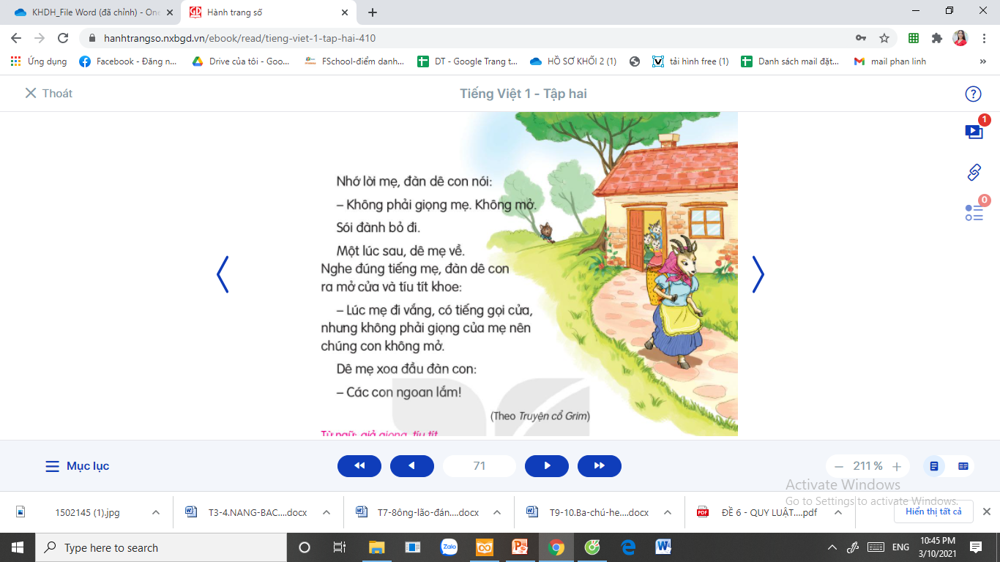 KHDH_File Word (đã chỉnh) - One
Hành trang số
hanhtrangso.nxbgd.vn/ebook/read/tieng-viet-1-tap-hai-410
Ứng dụng
Facebook - Đăng n...
Drive của tôi - Goo...
FSchool-điểm danh...
DT - Google Trang t...
HỒ SƠ KHỐI 2 (1)
tải hình free (1)
Danh sách mail đặt...
mail phan linh
»
Thoát
Tiếng Việt 1 - Tập hai
?
1
0
Nhớ lời mẹ, đàn dê con nói:
– Không phải giọng mẹ. Không mở.
Sói đành bỏ đi.
Một lúc sau, dê mẹ về.
Nghe đúng tiếng mẹ, đàn dê con
ra mở cửa và tíu tít khoe:
– Lúc mẹ đi vắng, có tiếng gọi cửa,
nhưng không phải giọng của mẹ nên
chúng con không mở.
Dê mẹ xoa đầu đàn con:
– Các con ngoan lắm!
(Theo Truyện cổ Grim)
Từ ngữ: giả giọng, tíu tít
Mục lục
71
211 %
Activate Windows
Go to Settings to activate Windows.
1502145 (1).jpg
T3-4.NANG-BAC....docx
T7-8ông-lão-đán....docx
T9-10.Ba-chú-he....docx
PDF
ĐỀ 6 - QUY LUẬT....pdf
Hiển thị tất cả
Type here to search
Zalo
ENG
10:45 PM
3/10/2021